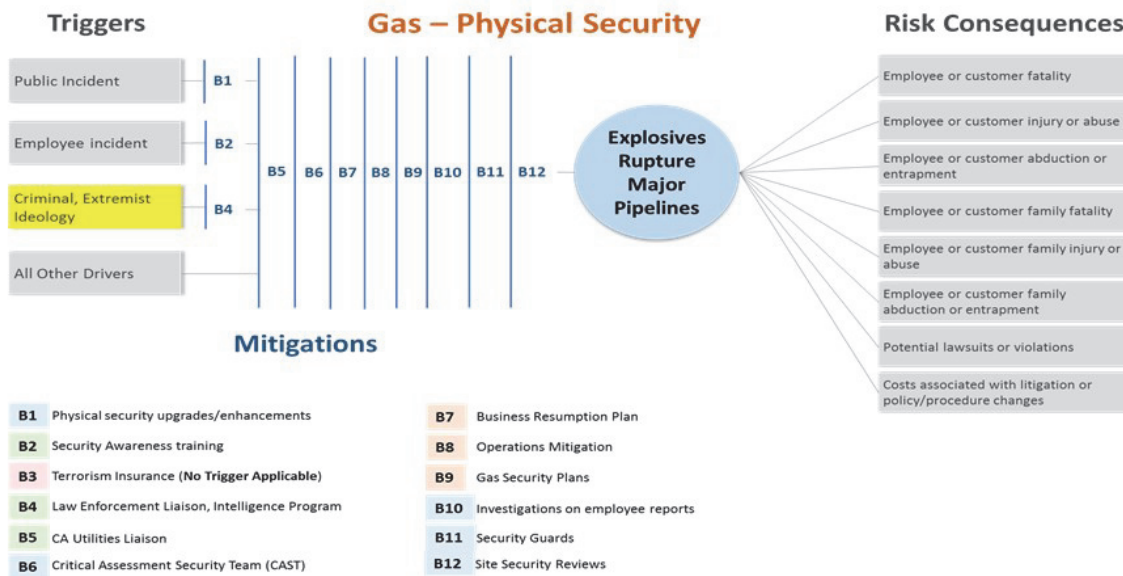 Triggers
Gas – Physical Security
Risk Consequences
Public Incident
B1
Employee incident
B2
Criminal, Extremist
Ideology
B4
All Other Drivers
B5
B6
B7
B8
B9
B10
B11
B12
Explosives
Rupture
Major
Pipelines
Employee or customer fatality
Employee or customer injury or abuse
Employee or customer abduction or
entrapment
Employee or customer family fatality
Employee or customer family injury or
abuse
Employee or customer family
abduction or entrapment
Potential lawsuits or violations
Costs associated with litigation or
policy/procedure changes
Mitigations
B1 Physical security upgrades/enhancements
B2 Security Awareness training
B3 Terrorism Insurance (No Trigger Applicable)
B4 Law Enforcement Liaison, Intelligence Program
B5 CA Utilities Liaison
B6 Critical Assessment Security Team (CAST)
B7 Business Resumption Plan
B8 Operations Mitigation
B9 Gas Security Plans
B10 Investigations on employee reports
B11 Security Guards
B12 Site Security Reviews